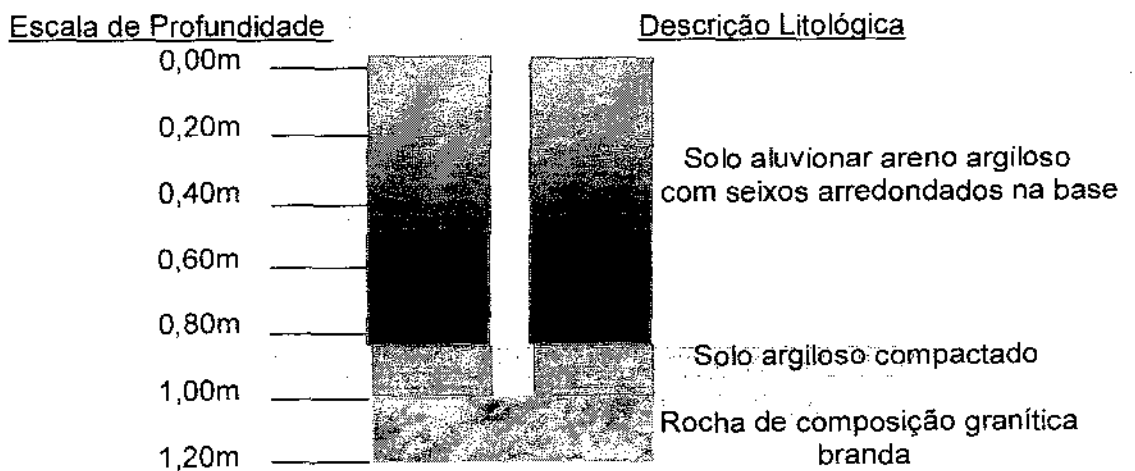 Escala de Profundidade
Descrição Litológica
0,00m
0,20m
0,40m
0,60m
0,80m
1,00m
1,20m
Solo aluvionar areno argiloso
com seixos arredondados na base
Solo argiloso compactado
Rocha de composição granítica
branda